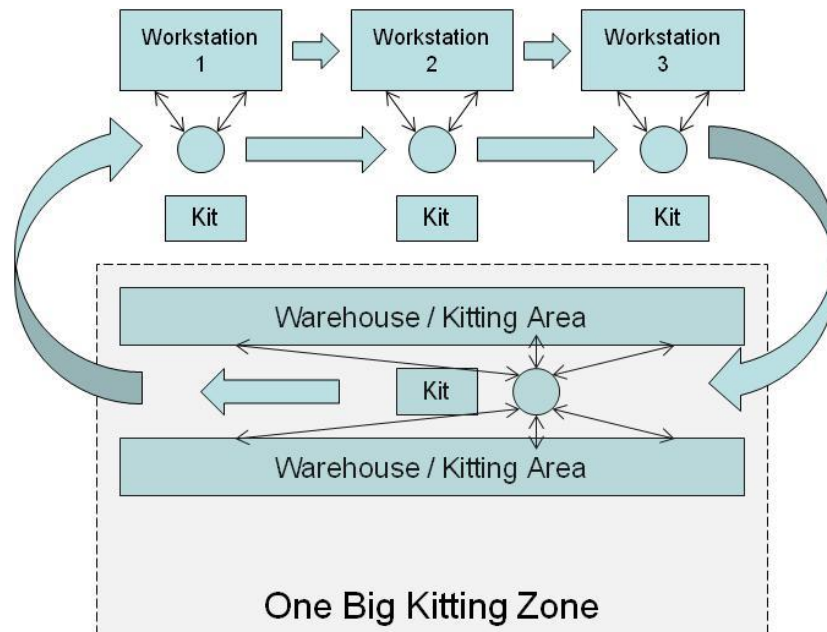 Workstation
1
Workstation
2
Workstation
3
Kit
Kit
Kit
Warehouse / Kitting Area
Kit
Warehouse / Kitting Area
One Big Kitting Zone